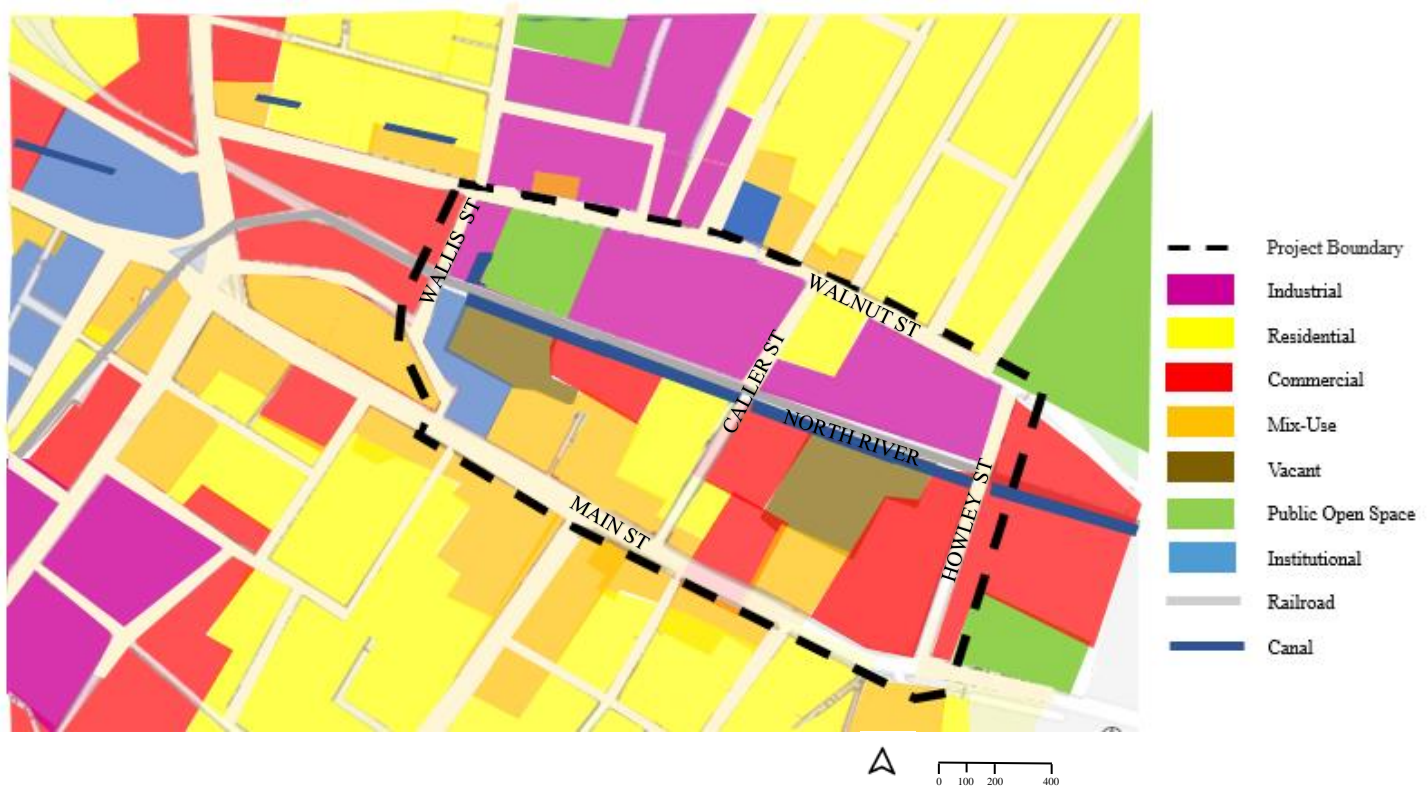 WALLIS ST
WALNUT ST
CALLER ST
NORTH RIVER
HOWLEY ST
MAIN ST
Project Boundary
Industrial
Residential
Commercial
Mix-Use
Vacant
Public Open Space
Institutional
Railroad
Canal
0 100 200 400